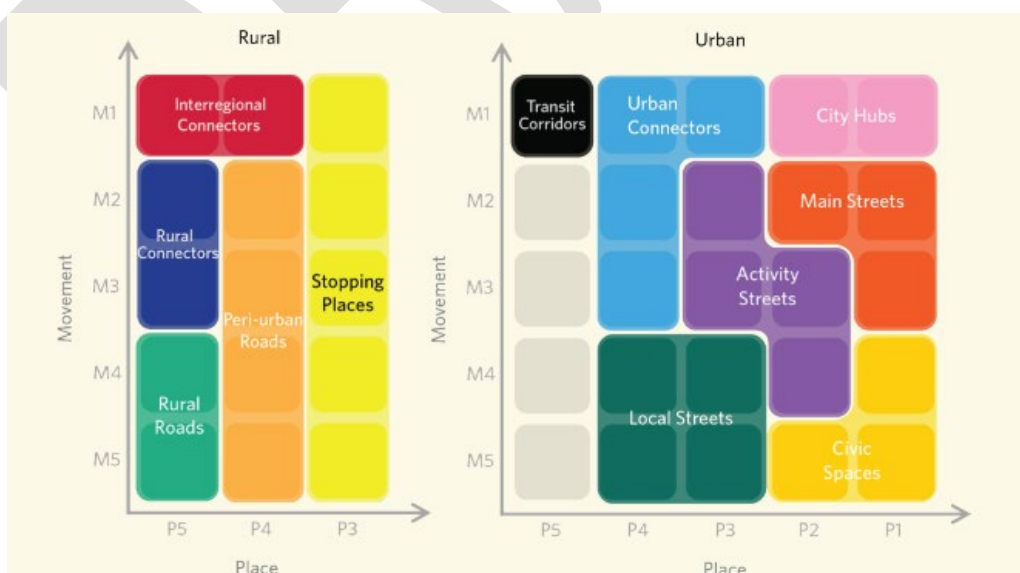 Rural
M1
M2
M3
M4
M5
Movement
Interregional
Connectors
Rural
Connectors
Peri-urban
Roads
Stopping
Places
Rural
Roads
P5
P4
P3
Place
Urban
M1
M2
M3
M4
M5
Movement
Transit
Corridors
Urban
Connectors
City Hubs
Main Streets
Activity
Streets
Local Streets
Civic
Spaces
P5
P4
P3
P2
P1
Place